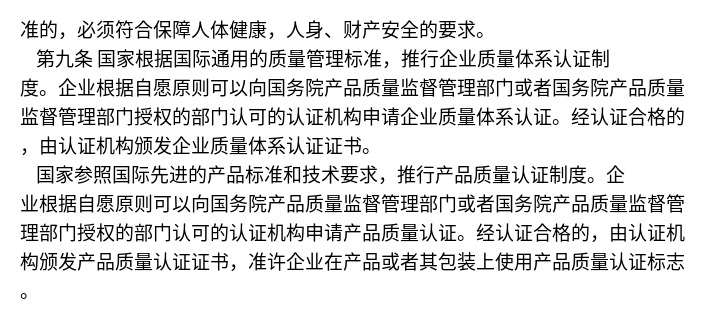 准的，必须符合保障人体健康，人身、财产安全的要求。
第九条 国家根据国际通用的质量管理标准，推行企业质量体系认证制
度。企业根据自愿原则可以向国务院产品质量监督管理部门或者国务院产品质量
监督管理部门授权的部门认可的认证机构申请企业质量体系认证。经认证合格的
，由认证机构颁发企业质量体系认证证书。
国家参照国际先进的产品标准和技术要求，推行产品质量认证制度。企
业根据自愿原则可以向国务院产品质量监督管理部门或者国务院产品质量监督管
理部门授权的部门认可的认证机构申请产品质量认证。经认证合格的，由认证机
构颁发产品质量认证证书，准许企业在产品或者其包装上使用产品质量认证标志
。